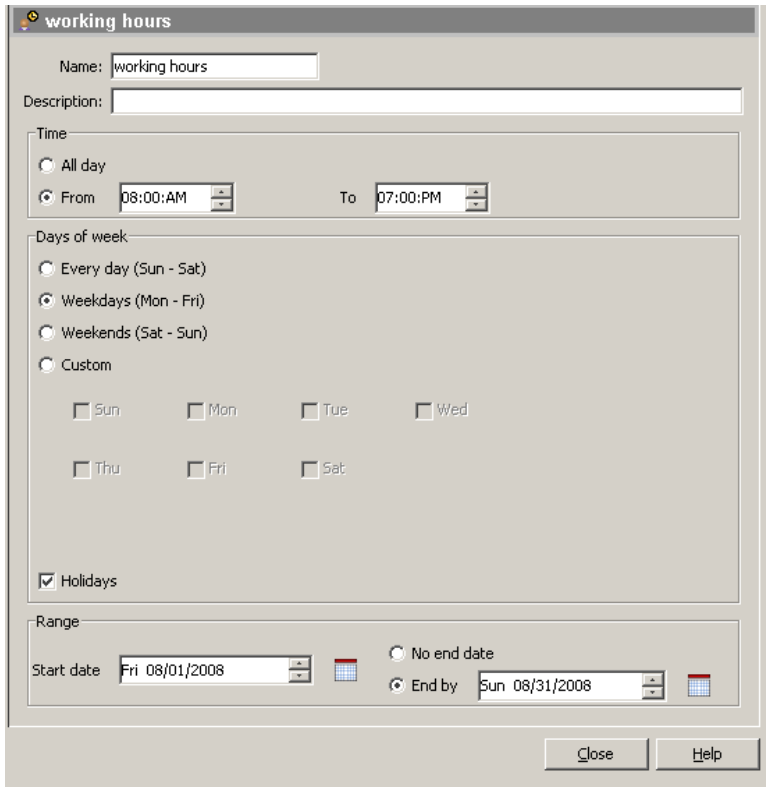 working hours
Name: working hours
Description:
Time
All day
From 08:00:AM To 07:00:PM
Days of week
Every day (Sun - Sat)
Weekdays (Mon - Fri)
Weekends (Sat - Sun)
Custom
Sun Mon Tue Wed
Thu Fri Sat
Holidays
Range
No end date
Start date Fri 08/01/2008
End by Sun 08/31/2008
Close Help